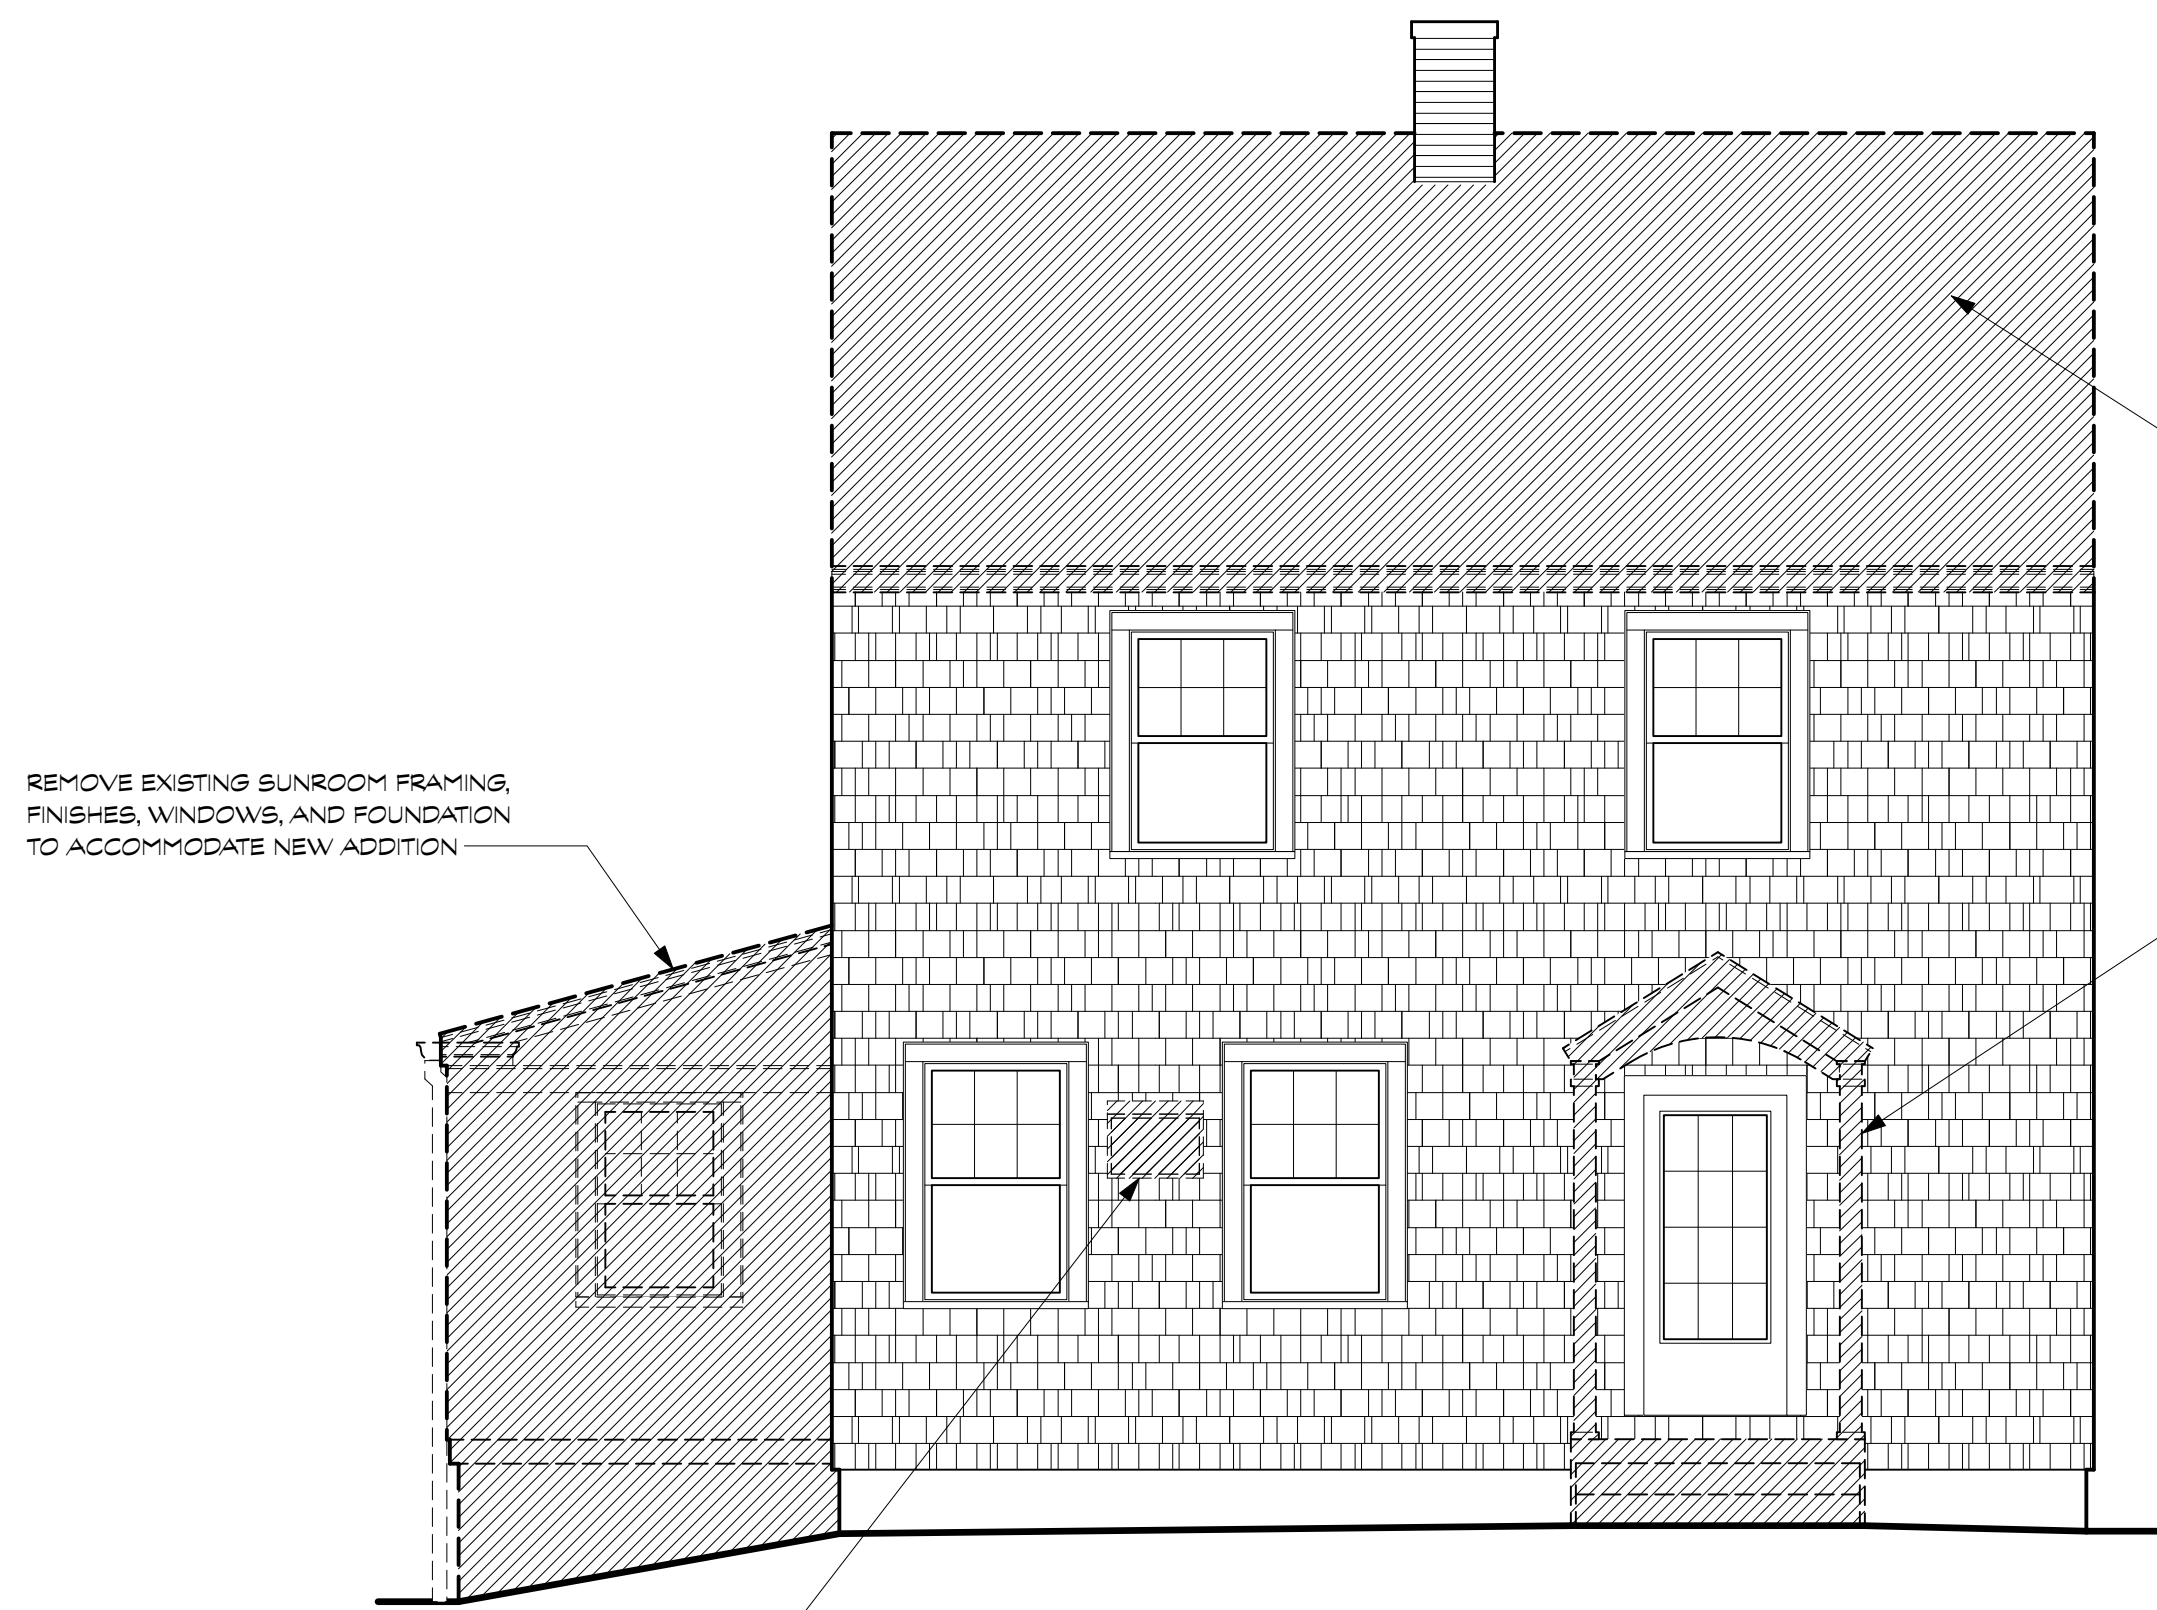 REMOVE EXISTING SUNROOM FRAMING,
FINISHES, WINDOWS, AND FOUNDATION
TO ACCOMMODATE NEW ADDITION